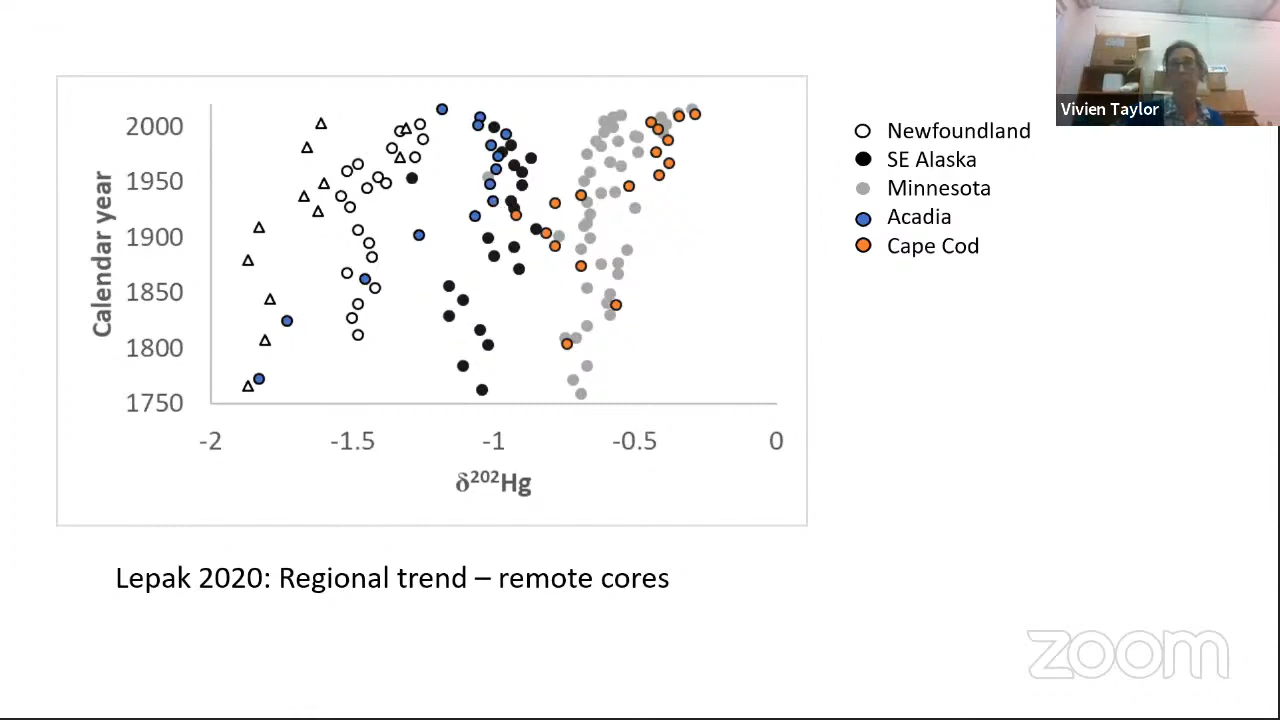 Vivien Taylor
2000
1950
1900
1850
1800
1750
Calendar year
-2 -1.5 -1 -0.5 0
δ²⁰²Hg
Newfoundland
SE Alaska
Minnesota
Acadia
Cape Cod
Lepak 2020: Regional trend – remote cores
zoom